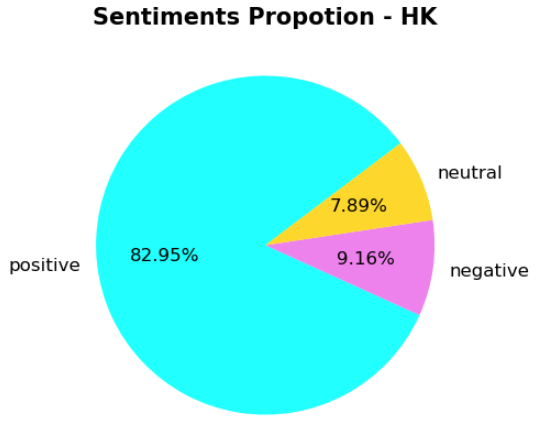 Sentiments Propotion - HK
neutral
7.89%
82.95%
9.16%
positive
negative